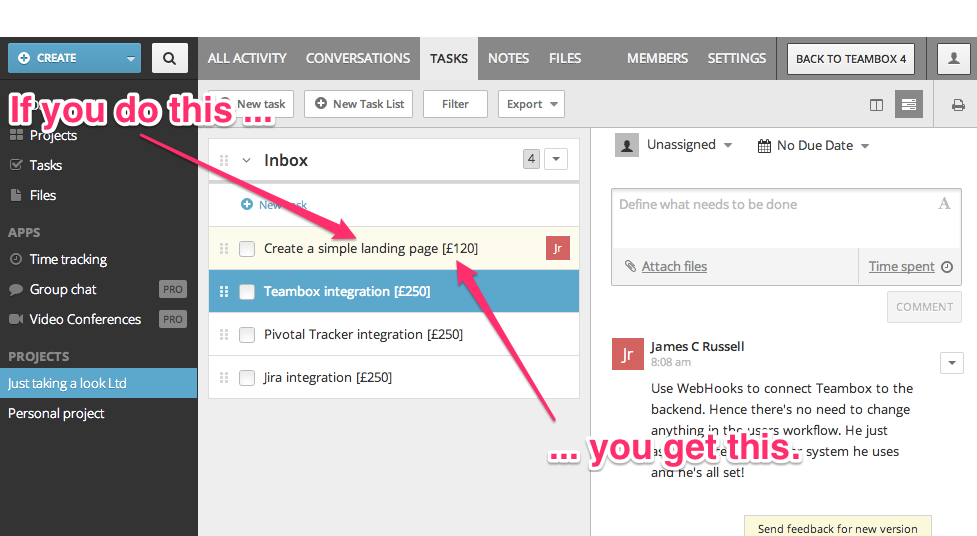 CREATE
ALL ACTIVITY
CONVERSATIONS
TASKS
NOTES
FILES
MEMBERS
SETTINGS
BACK TO TEAMBOX 4
If you do this ...
New task
New Task List
Filter
Export
Projects
Tasks
Files
APPS
Time tracking
Group chat PRO
Video Conferences PRO
PROJECTS
Just taking a look Ltd
Personal project
Inbox 4
New task
Create a simple landing page [£120] Jr
Teambox integration [£250]
Pivotal Tracker integration [£250]
Jira integration [£250]
Unassigned
No Due Date
Define what needs to be done A
Attach files
Time spent
COMMENT
Jr
James C Russell
8:08 am
Use WebHooks to connect Teambox to the
backend. Hence there's no need to change
anything in the users workflow. He just
... you get this.
system he uses
and he's all set!
Send feedback for new version